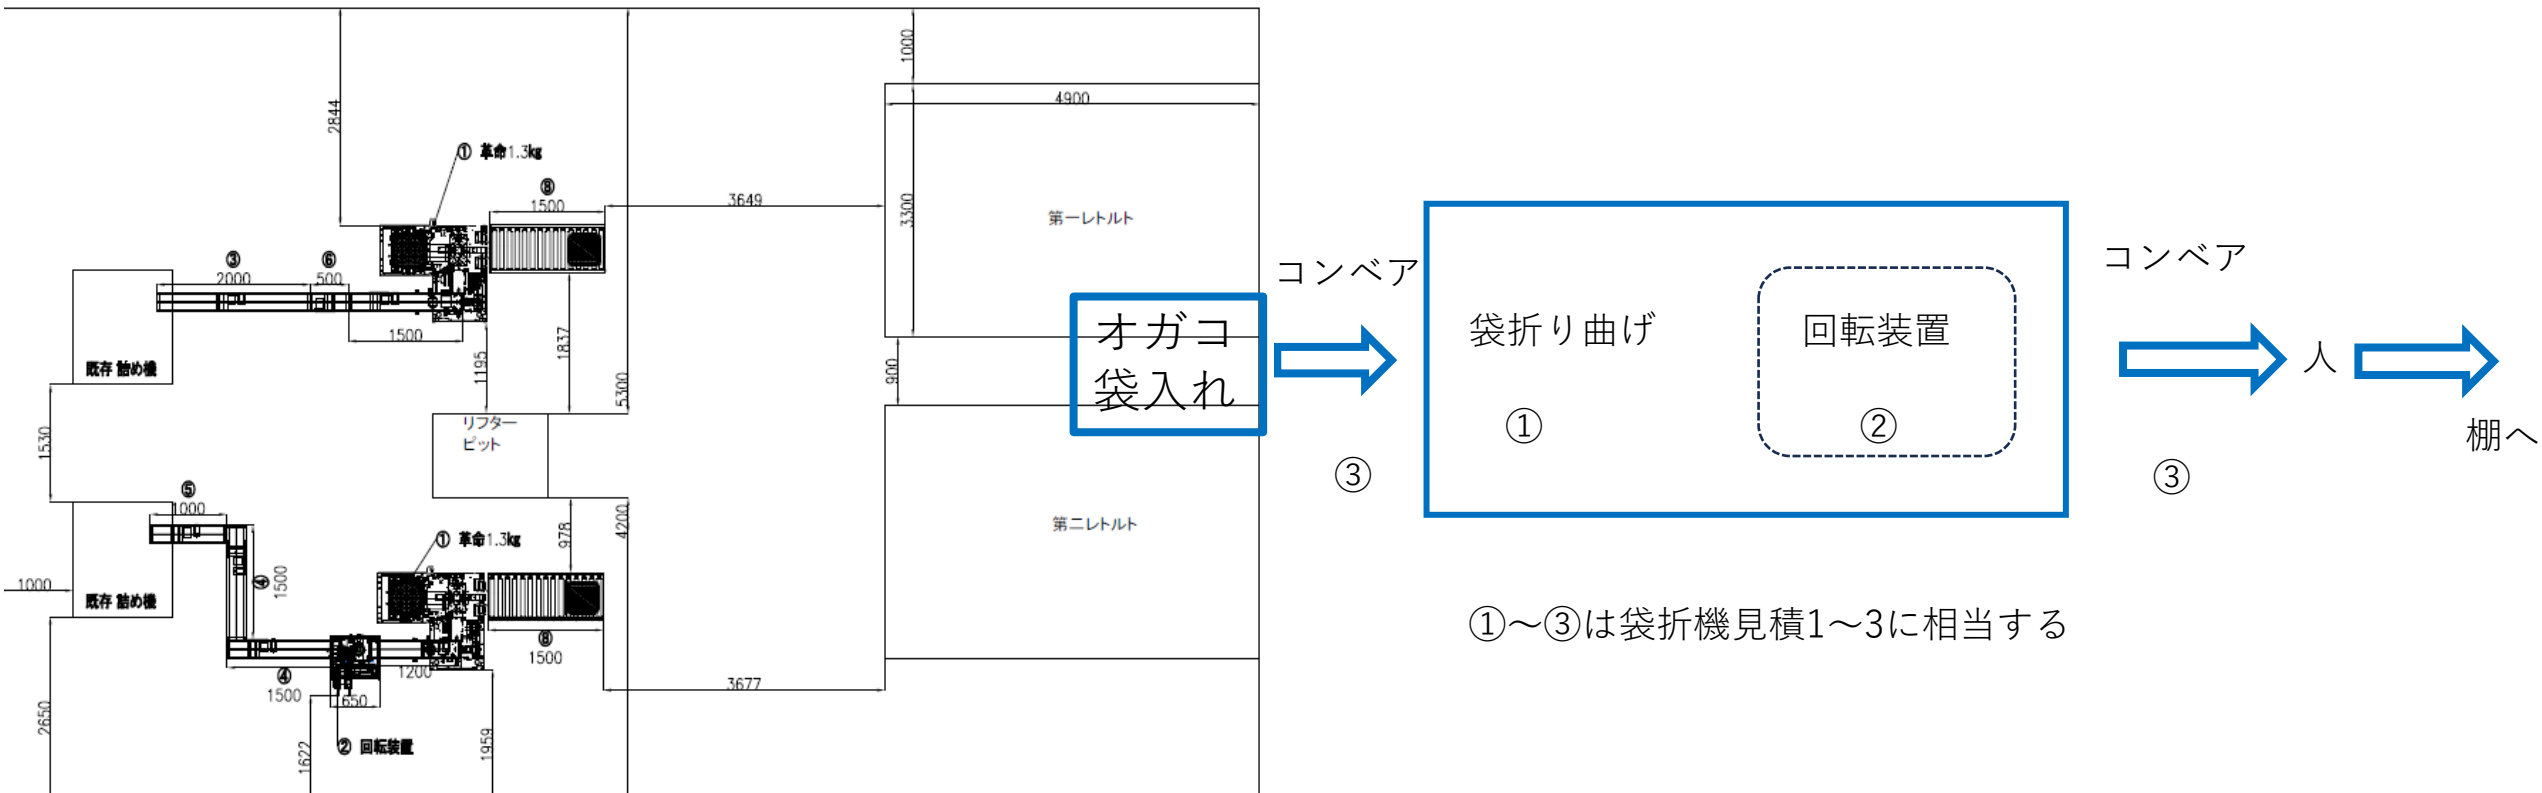 1000
4900
2844
① 革命1.3kg
⑧
1500
3649
3300
第一レトルト
③
2000
⑥
500
1500
1195
1837
既存 詰め機
5300
900
オガコ
袋入れ
コンベア
③
袋折り曲げ
①
回転装置
②
コンベア
③
人
棚へ
リフター
ピット
1530
⑤
1000
① 革命1.3kg
978
4200
第二レトルト
1000
④
1500
既存 詰め機
①～③は袋折機見積1～3に相当する
⑧
1500
④
1500
1200
650
3677
2650
② 回転装置
1622
1959